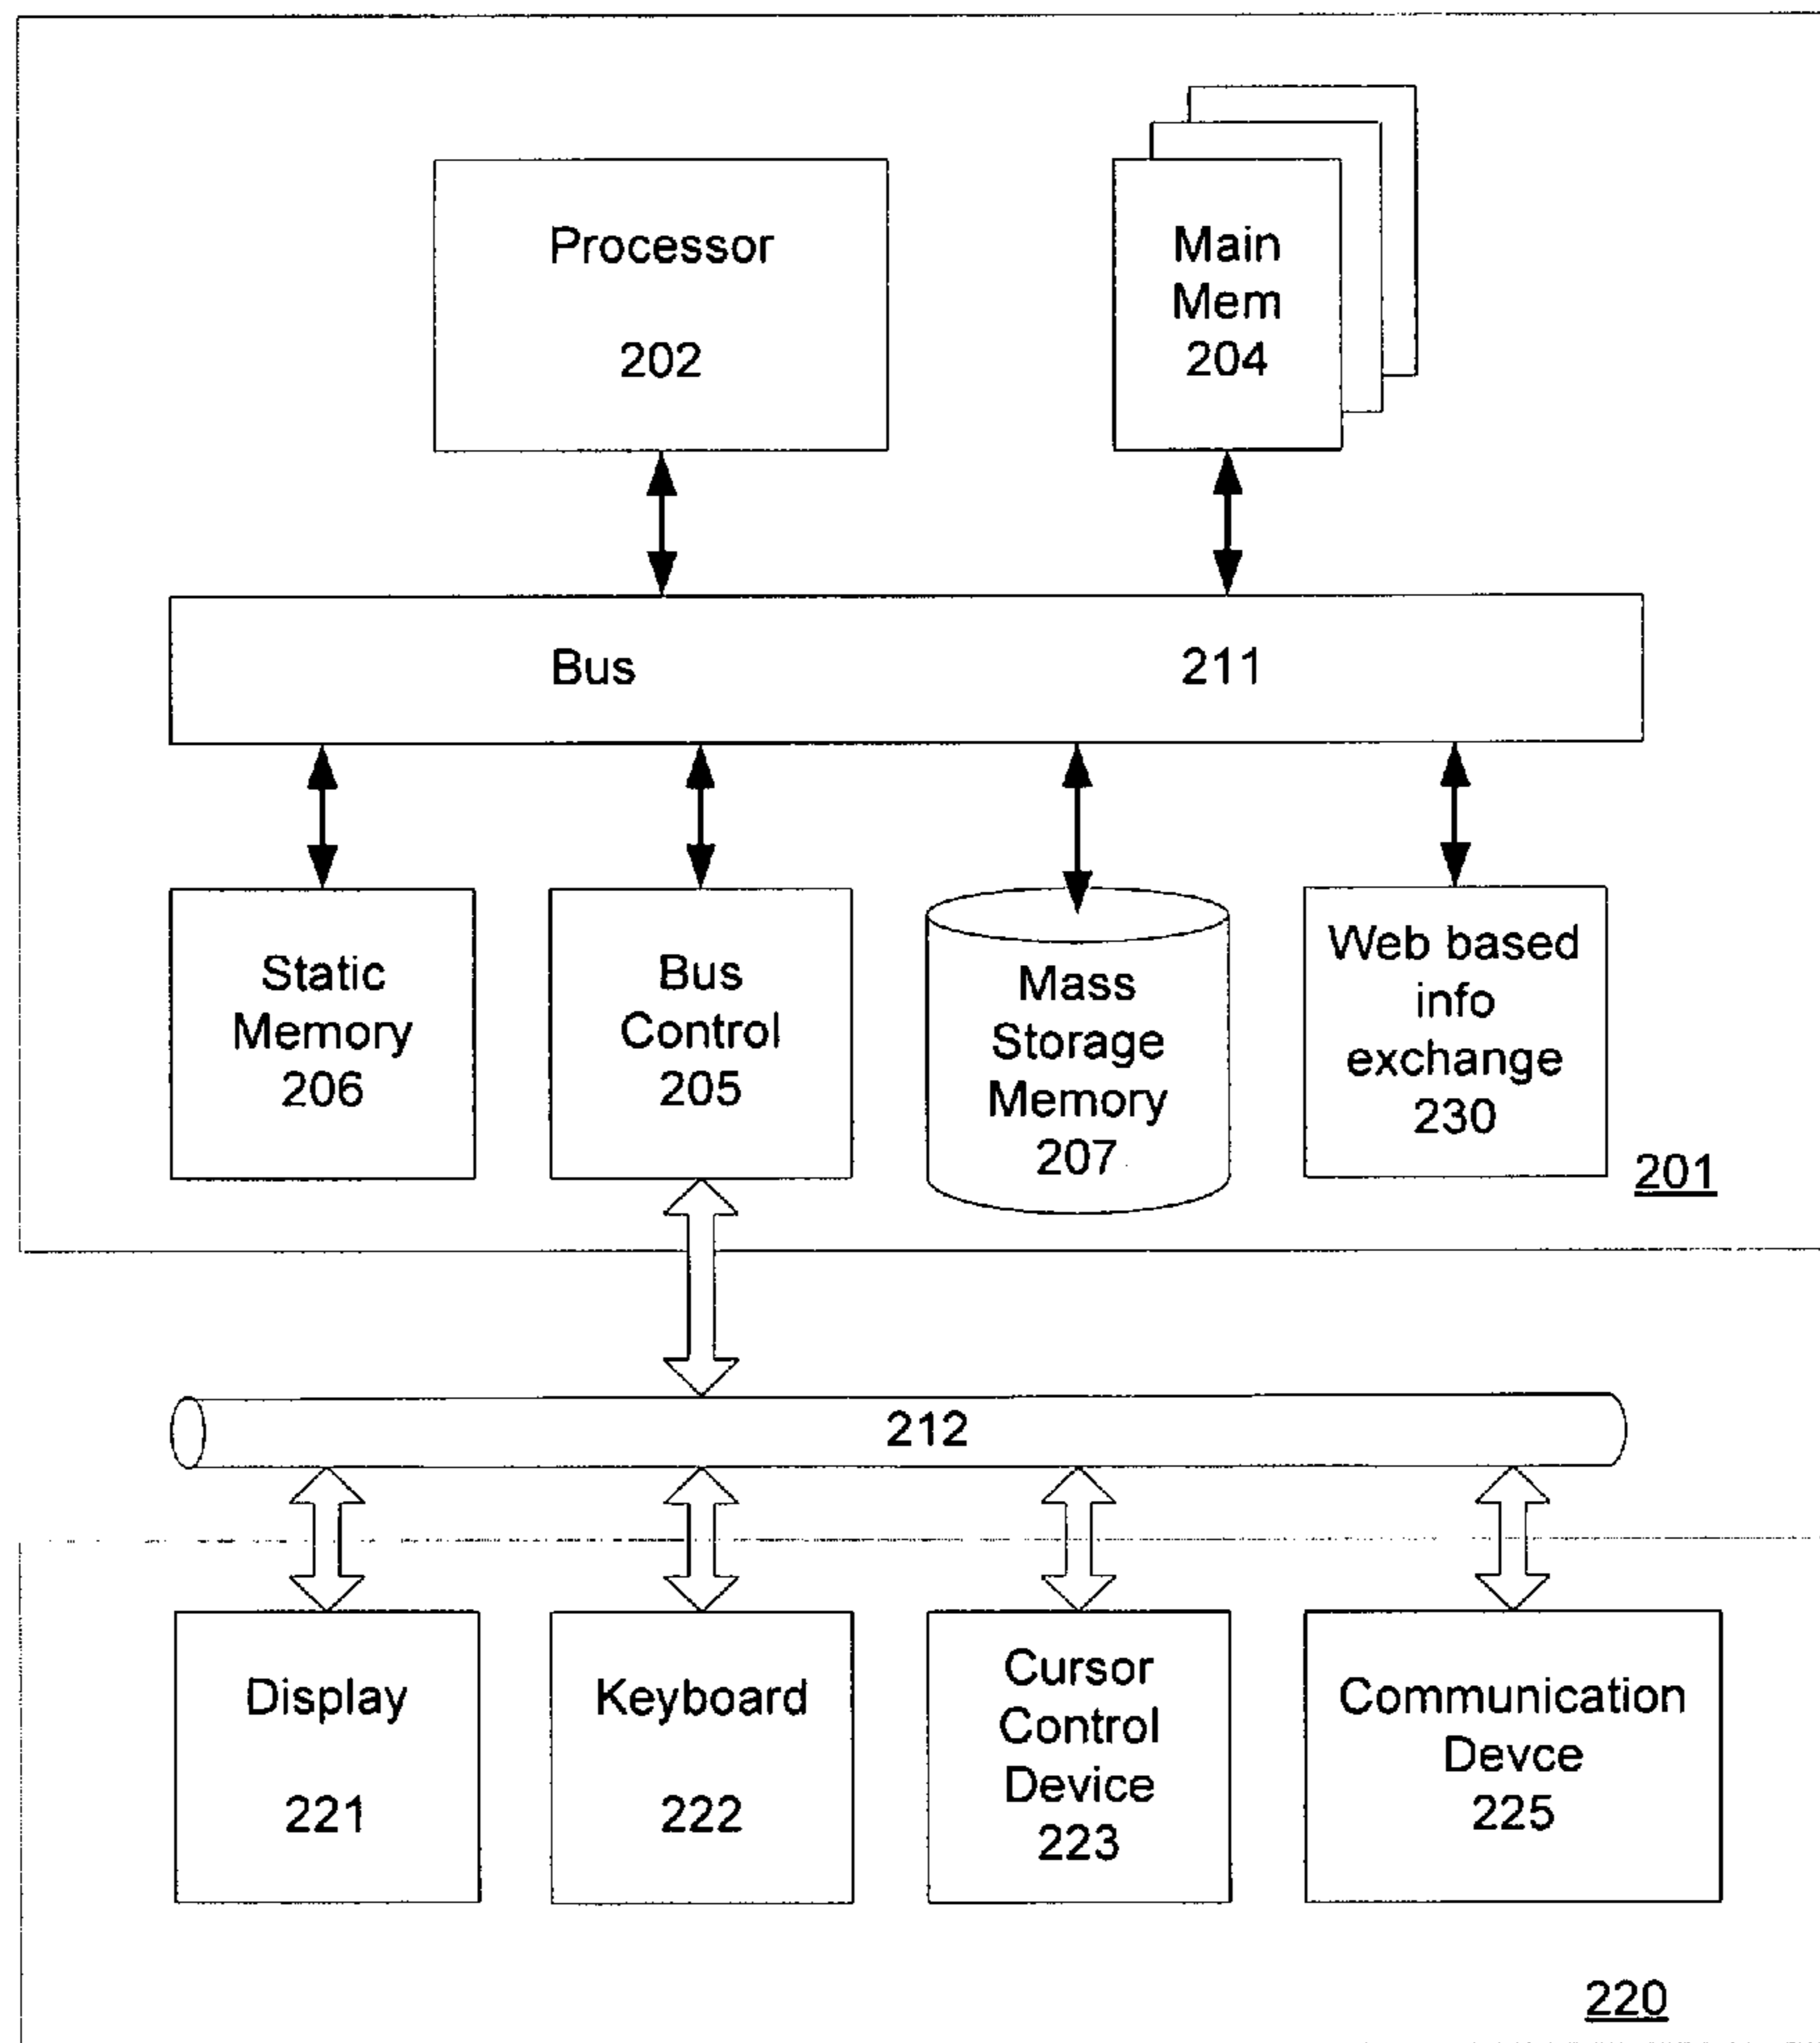 Processor
202
Main
Mem
204
Bus 211
Static
Memory
206
Bus
Control
205
Mass
Storage
Memory
207
Web based
info
exchange
230
201
212
Display
221
Keyboard
222
Cursor
Control
Device
223
Communication
Devce
225
220